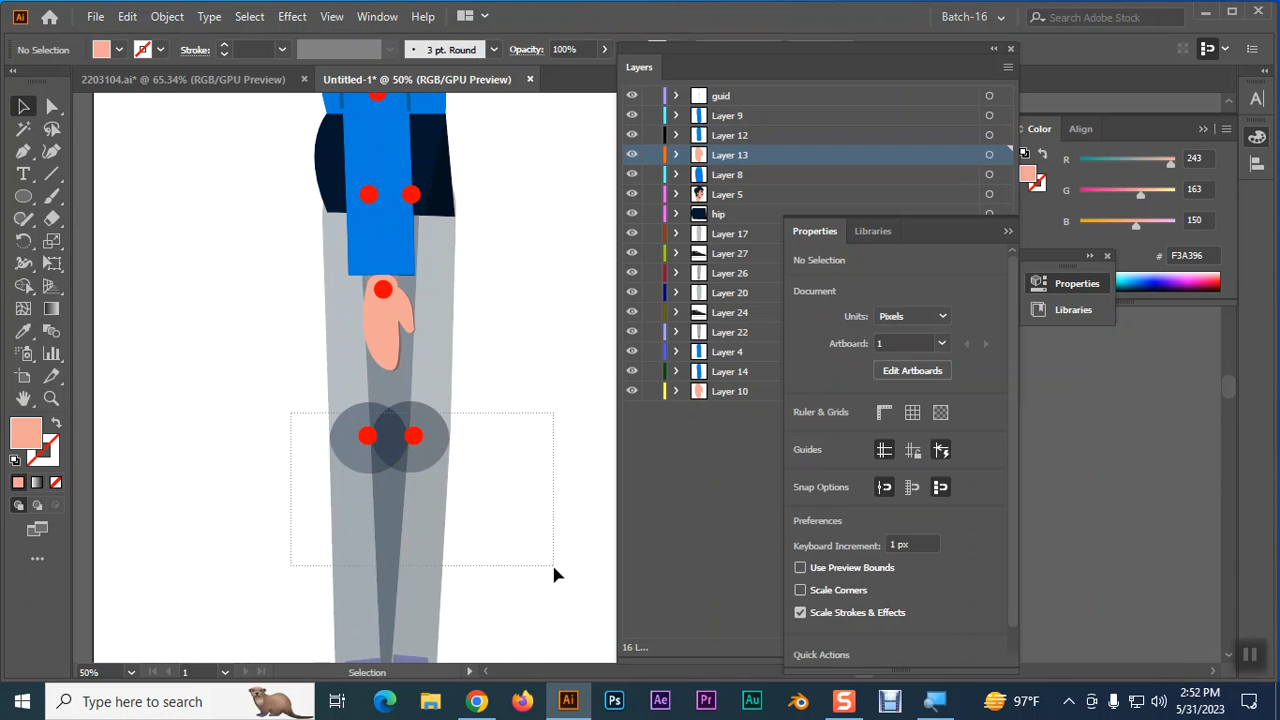 Ai File Edit Object Type Select Effect View Window Help Batch-16 Search Adobe Stock
No Selection Stroke: 3 pt. Round Opacity: 100%
2203104.ai* @ 65.34% (RGB/GPU Preview) × Untitled-1* @ 50% (RGB/GPU Preview) ×
Layers
guid
Layer 9
Layer 12
Layer 13
Layer 8
Layer 5
hip
Layer 17
Layer 27
Layer 26
Layer 20
Layer 24
Layer 22
Layer 4
Layer 14
Layer 10
16 L...
Properties Libraries
No Selection
Document
Units: Pixels
Artboard: 1
Edit Artboards
Ruler & Grids
Guides
Snap Options
Preferences
Keyboard Increment: 1 px
Use Preview Bounds
Scale Corners
Scale Strokes & Effects
Quick Actions
Color Align
R 243
G 163
B 150
# F3A396
Properties
Libraries
50% 1 Selection
Type here to search Ai Ps Ae Pr Au S 97°F 2:52 PM
5/31/2023